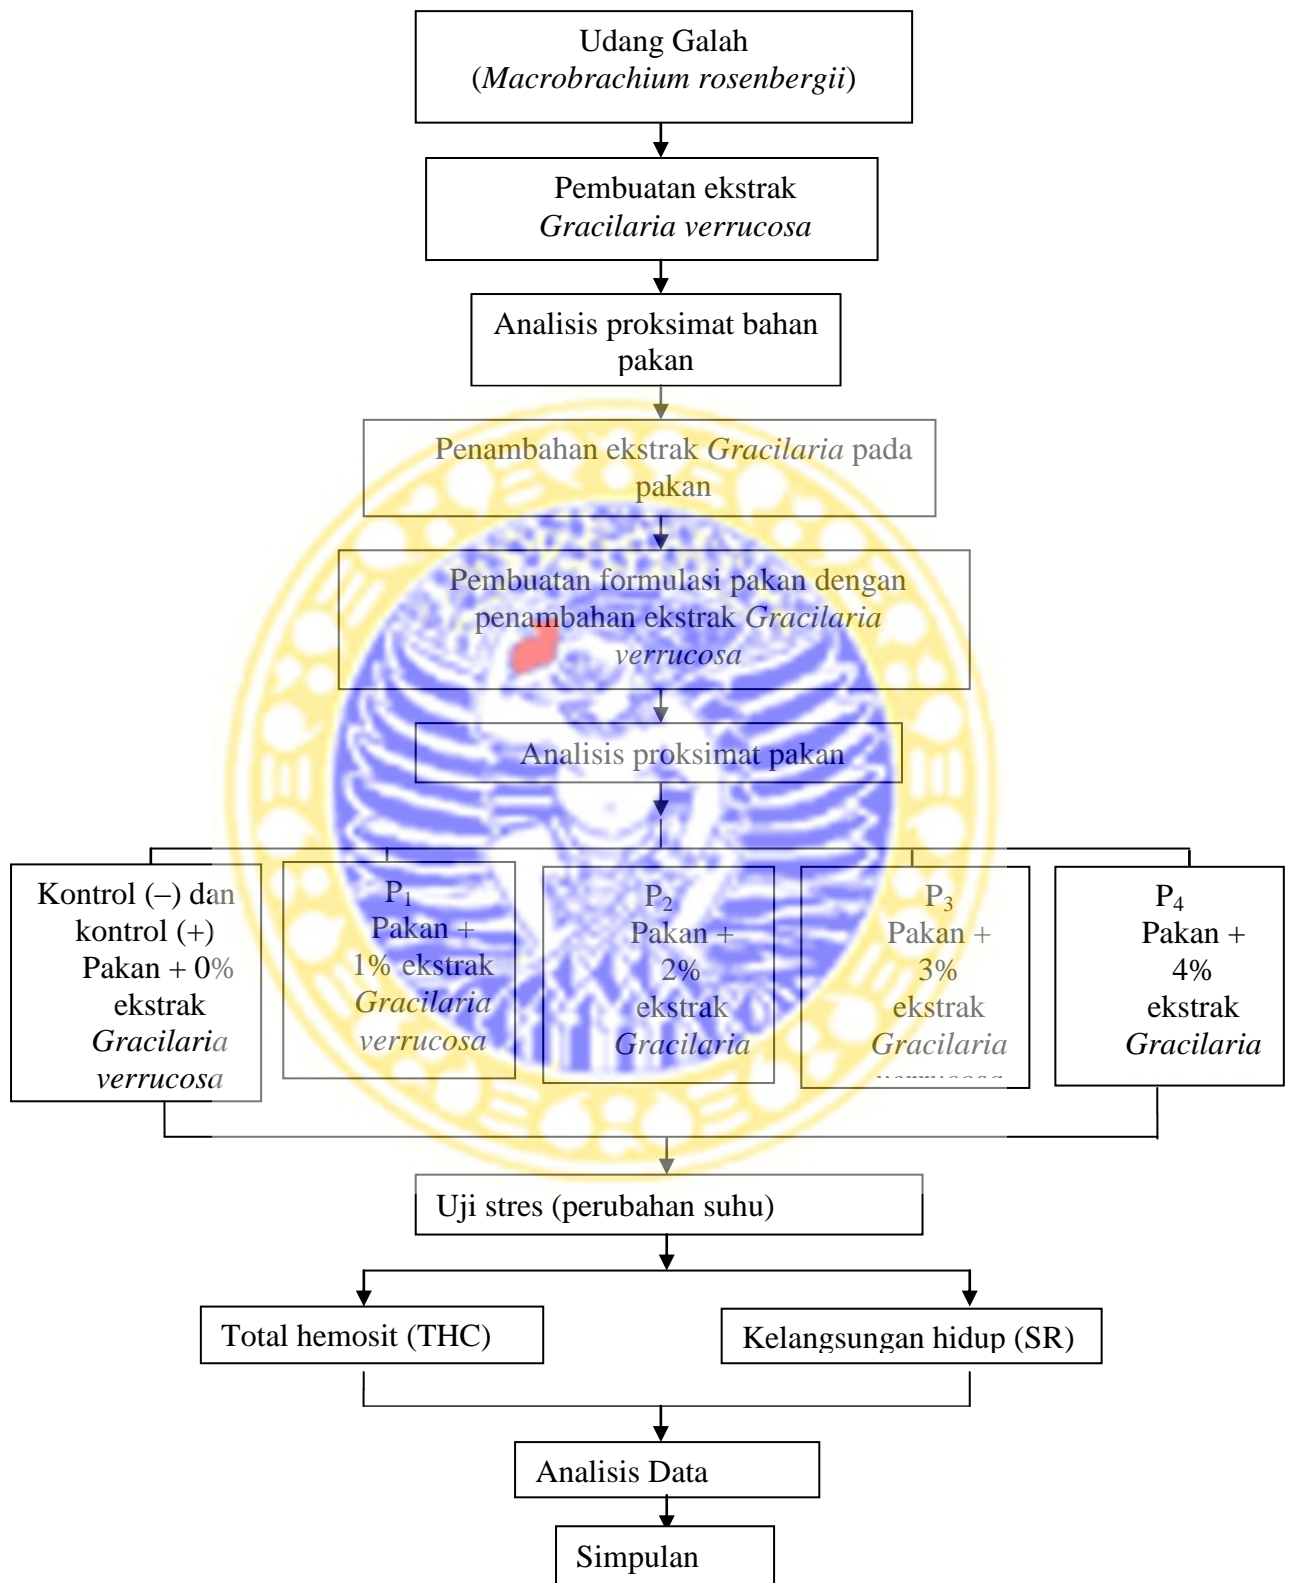 Udang Galah
(Macrobrachium rosenbergii)
Pembuatan ekstrak
Gracilaria verrucosa
Analisis proksimat bahan
pakan
Penambahan ekstrak Gracilaria pada
pakan
Pembuatan formulasi pakan dengan
penambahan ekstrak Gracilaria
verrucosa
Analisis proksimat pakan
Kontrol (–) dan
kontrol (+)
Pakan + 0%
ekstrak
Gracilaria
verrucosa
P1
Pakan +
1% ekstrak
Gracilaria
verrucosa
P2
Pakan +
2%
ekstrak
Gracilaria
P3
Pakan +
3%
ekstrak
Gracilaria
P4
Pakan +
4%
ekstrak
Gracilaria
Uji stres (perubahan suhu)
Total hemosit (THC)
Kelangsungan hidup (SR)
Analisis Data
Simpulan